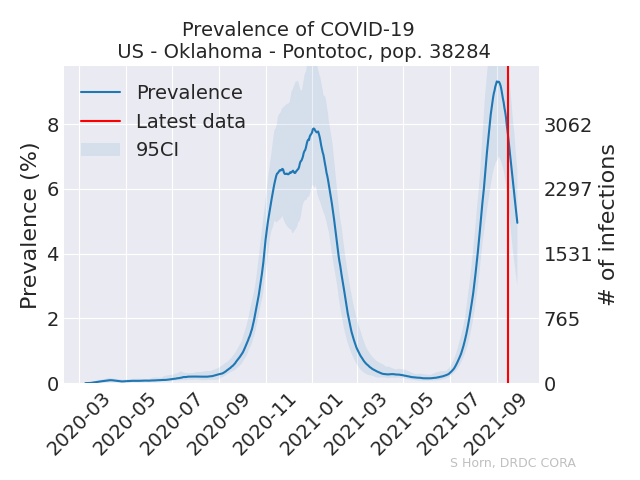 Prevalence of COVID-19
US - Oklahoma - Pontotoc, pop. 38284
Prevalence
Latest data
95CI
Prevalence (%)
8
6
4
2
0
3062
2297
1531
765
0
# of infections
2020-03
2020-05
2020-07
2020-09
2020-11
2021-01
2021-03
2021-05
2021-07
2021-09
S Horn, DRDC CORA